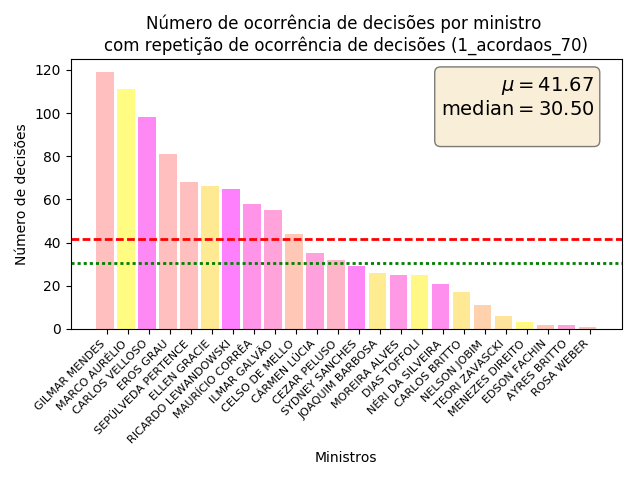 Número de ocorrência de decisões por ministro
com repetição de ocorrência de decisões (1_acordaos_70)
μ = 41.67
median = 30.50
Número de decisões
120
100
80
60
40
20
0
GILMAR MENDES
MARCO AURÉLIO
CARLOS VELLOSO
EROS GRAU
SEPÚLVEDA PERTENCE
ELLEN GRACIE
RICARDO LEWANDOWSKI
MAURÍCIO CORRÊA
ILMAR GALVÃO
CELSO DE MELLO
CÁRMEN LÚCIA
CEZAR PELUSO
SYDNEY SANCHES
JOAQUIM BARBOSA
MOREIRA ALVES
DIAS TOFFOLI
NÉRI DA SILVEIRA
CARLOS BRITTO
NELSON JOBIM
TEORI ZAVASCKI
MENEZES DIREITO
EDSON FACHIN
AYRES BRITTO
ROSA WEBER
Ministros